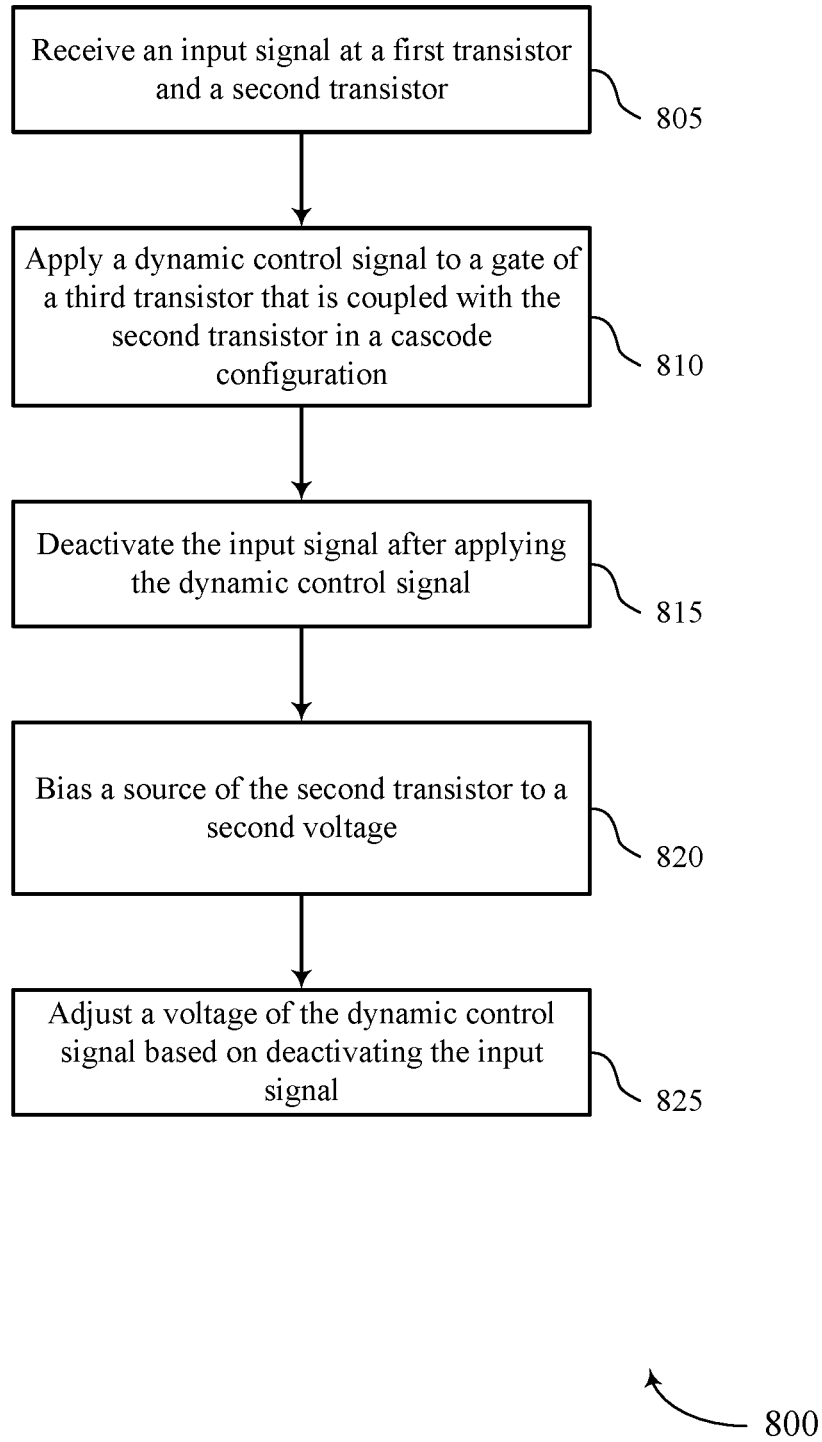 Receive an input signal at a first transistor
and a second transistor
805
Apply a dynamic control signal to a gate of
a third transistor that is coupled with the
second transistor in a cascode
configuration
810
Deactivate the input signal after applying
the dynamic control signal
815
Bias a source of the second transistor to a
second voltage
820
Adjust a voltage of the dynamic control
signal based on deactivating the input
signal
825
800